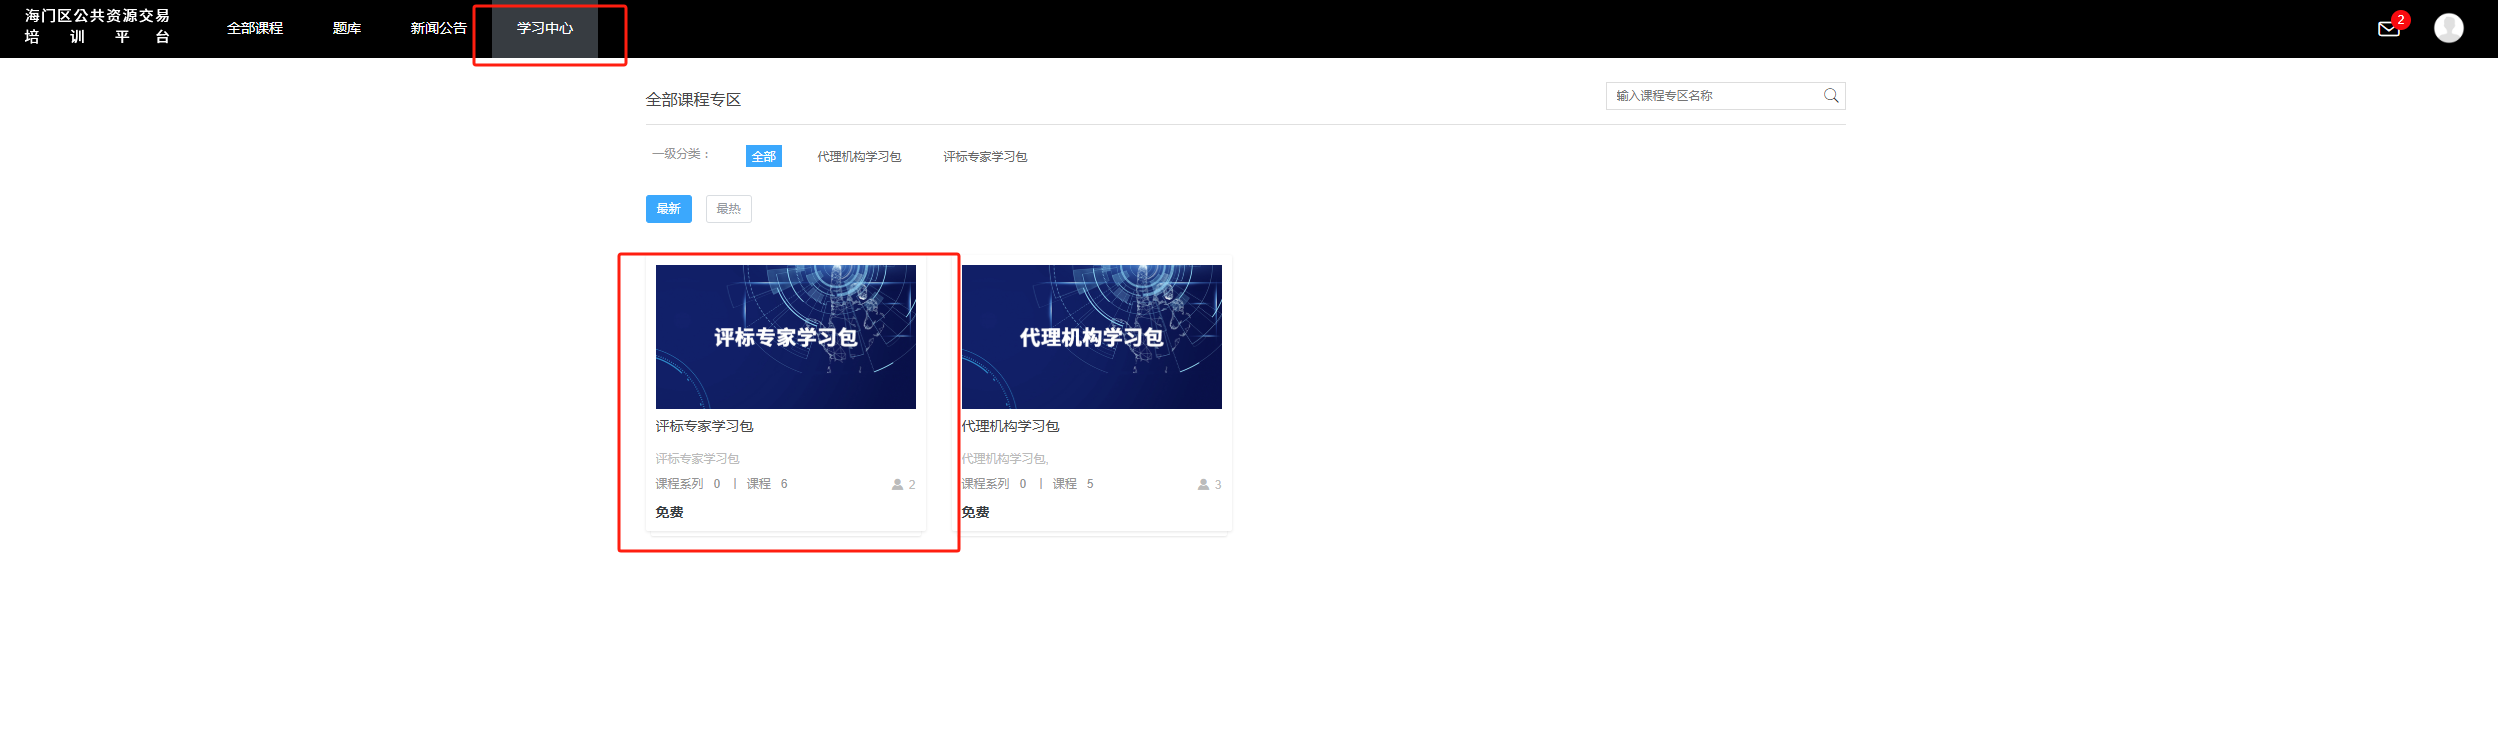 海门区公共资源交易
培训平台
全部课程 题库 新闻公告 学习中心
2
全部课程专区
输入课程专区名称
一级分类： 全部 代理机构学习包 评标专家学习包
最新 最热
评标专家学习包
评标专家学习包
评标专家学习包
课程系列 0 | 课程 6
2
免费
代理机构学习包
代理机构学习包
代理机构学习包,
课程系列 0 | 课程 5
3
免费